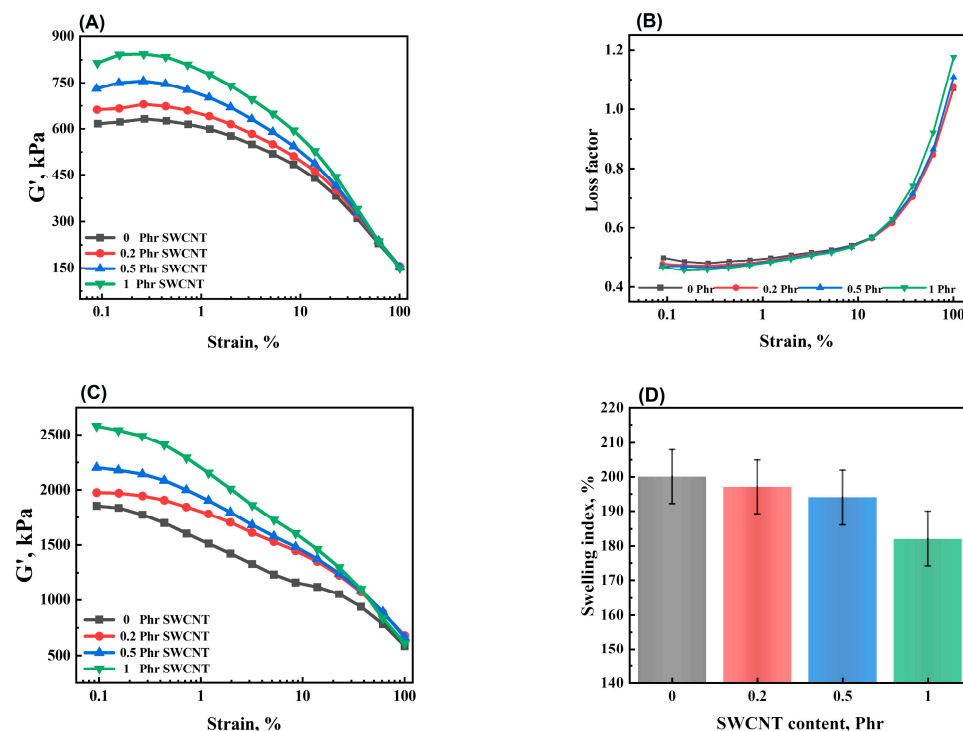 (A)
900
750
600
450
300
150
G', kPa
0 Phr SWCNT
0.2 Phr SWCNT
0.5 Phr SWCNT
1 Phr SWCNT
0.1 1 10 100
Strain, %
(B)
1.2
1.0
0.8
0.6
0.4
Loss factor
0 Phr 0.2 Phr 0.5 Phr 1 Phr
0.1 1 10 100
Strain, %
(C)
2500
2000
1500
1000
500
G', kPa
0 Phr SWCNT
0.2 Phr SWCNT
0.5 Phr SWCNT
1 Phr SWCNT
0.1 1 10 100
Strain, %
(D)
220
210
200
190
180
170
160
150
140
Swelling index, %
0 0.2 0.5 1
SWCNT content, Phr